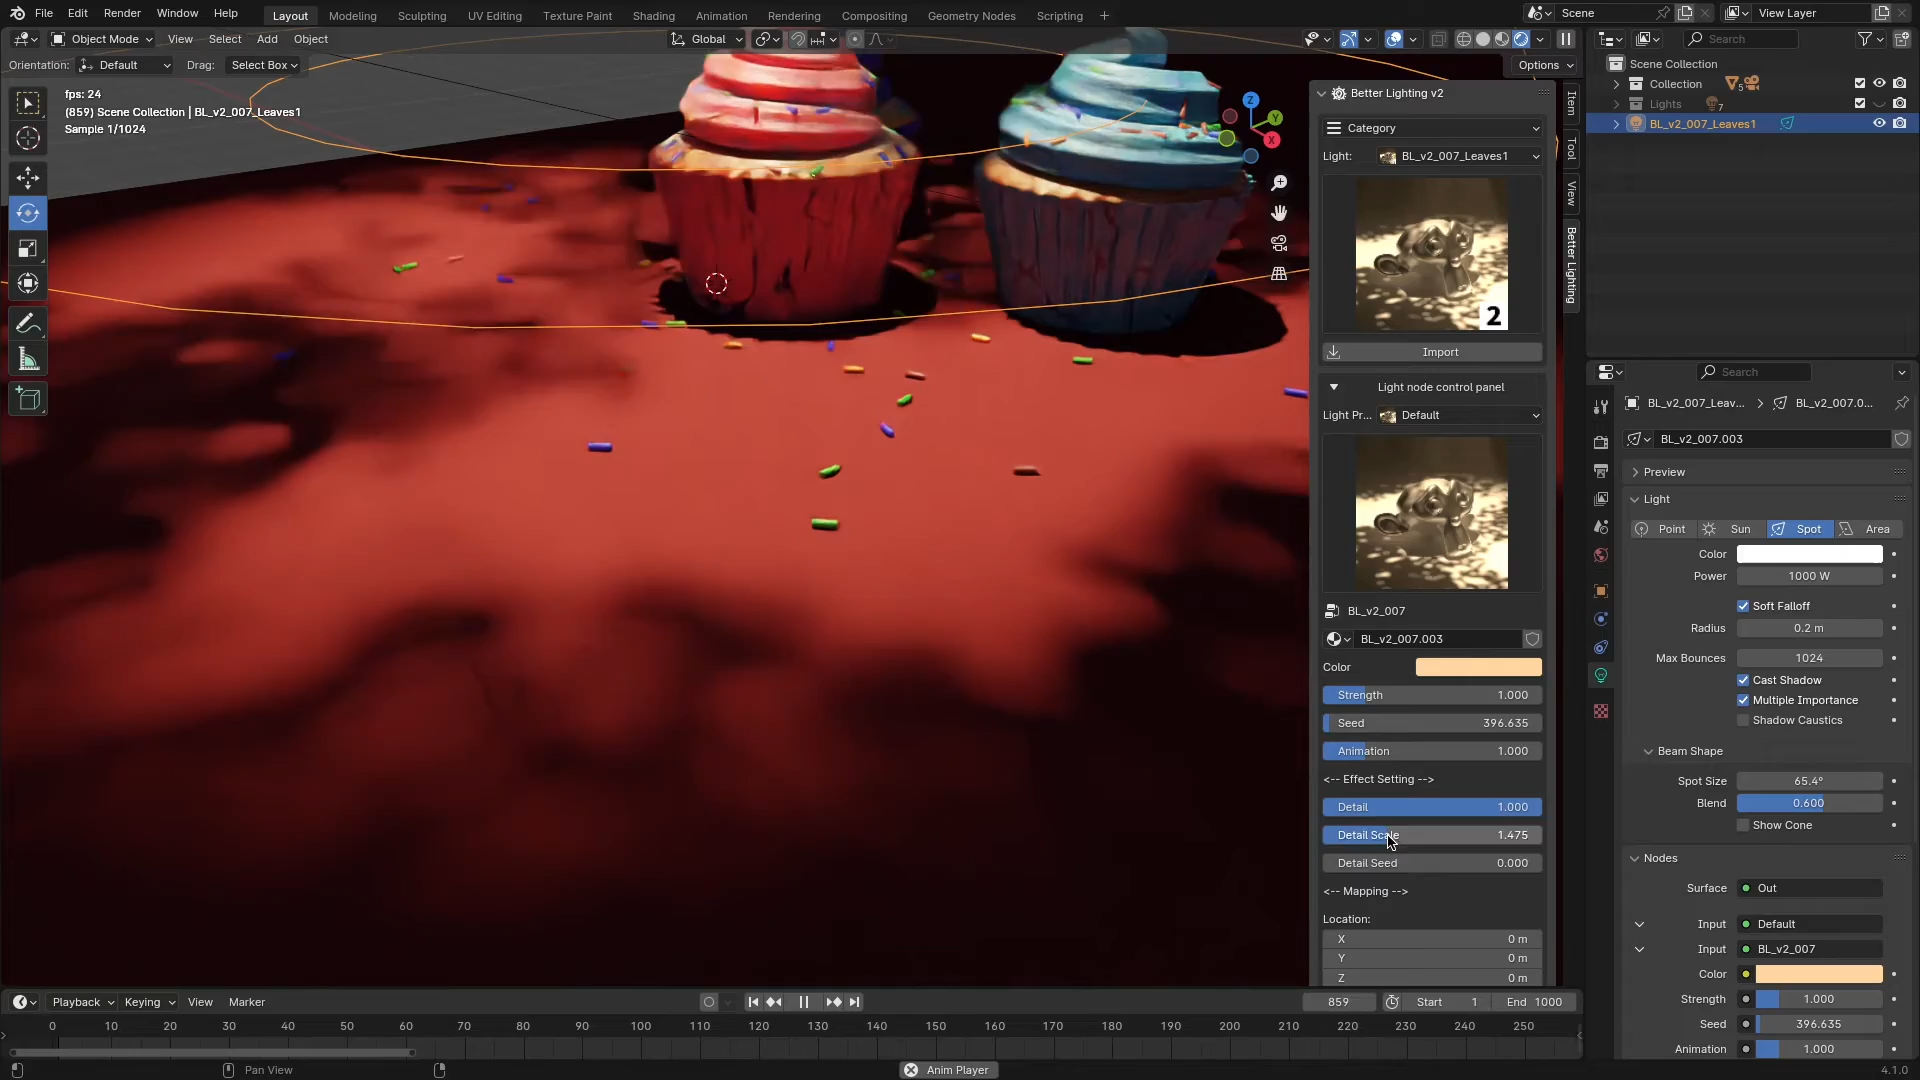 File Edit Render Window Help Layout Modeling Sculpting UV Editing Texture Paint Shading Animation Rendering Compositing Geometry Nodes Scripting + Scene View Layer
Object Mode View Select Add Object Global Search
Orientation: Default Drag: Select Box Options
fps: 24
(859) Scene Collection | BL_v2_007_Leaves1
Sample 1/1024
Z
Y
X
Item
Tool
View
Better Lighting
Better Lighting v2
Category
Light: BL_v2_007_Leaves1
2
Import
Light node control panel
Light Pr... Default
BL_v2_007
BL_v2_007.003
Color
Strength 1.000
Seed 396.635
Animation 1.000
<-- Effect Setting -->
Detail 1.000
Detail Scale 1.475
Detail Seed 0.000
<-- Mapping -->
Location:
X 0 m
Y 0 m
Z 0 m
Scene Collection
Collection 5
Lights 7
BL_v2_007_Leaves1
Search
BL_v2_007_Leav... BL_v2_007.0...
BL_v2_007.003
Preview
Light
Point Sun Spot Area
Color
Power 1000 W
Soft Falloff
Radius 0.2 m
Max Bounces 1024
Cast Shadow
Multiple Importance
Shadow Caustics
Beam Shape
Spot Size 65.4°
Blend 0.600
Show Cone
Nodes
Surface Out
Input Default
Input BL_v2_007
Color
Strength 1.000
Seed 396.635
Animation 1.000
Playback Keying View Marker 859 Start 1 End 1000
0 10 20 30 40 50 60 70 80 90 100 110 120 130 140 150 160 170 180 190 200 210 220 230 240 250
Pan View Anim Player 4.1.0